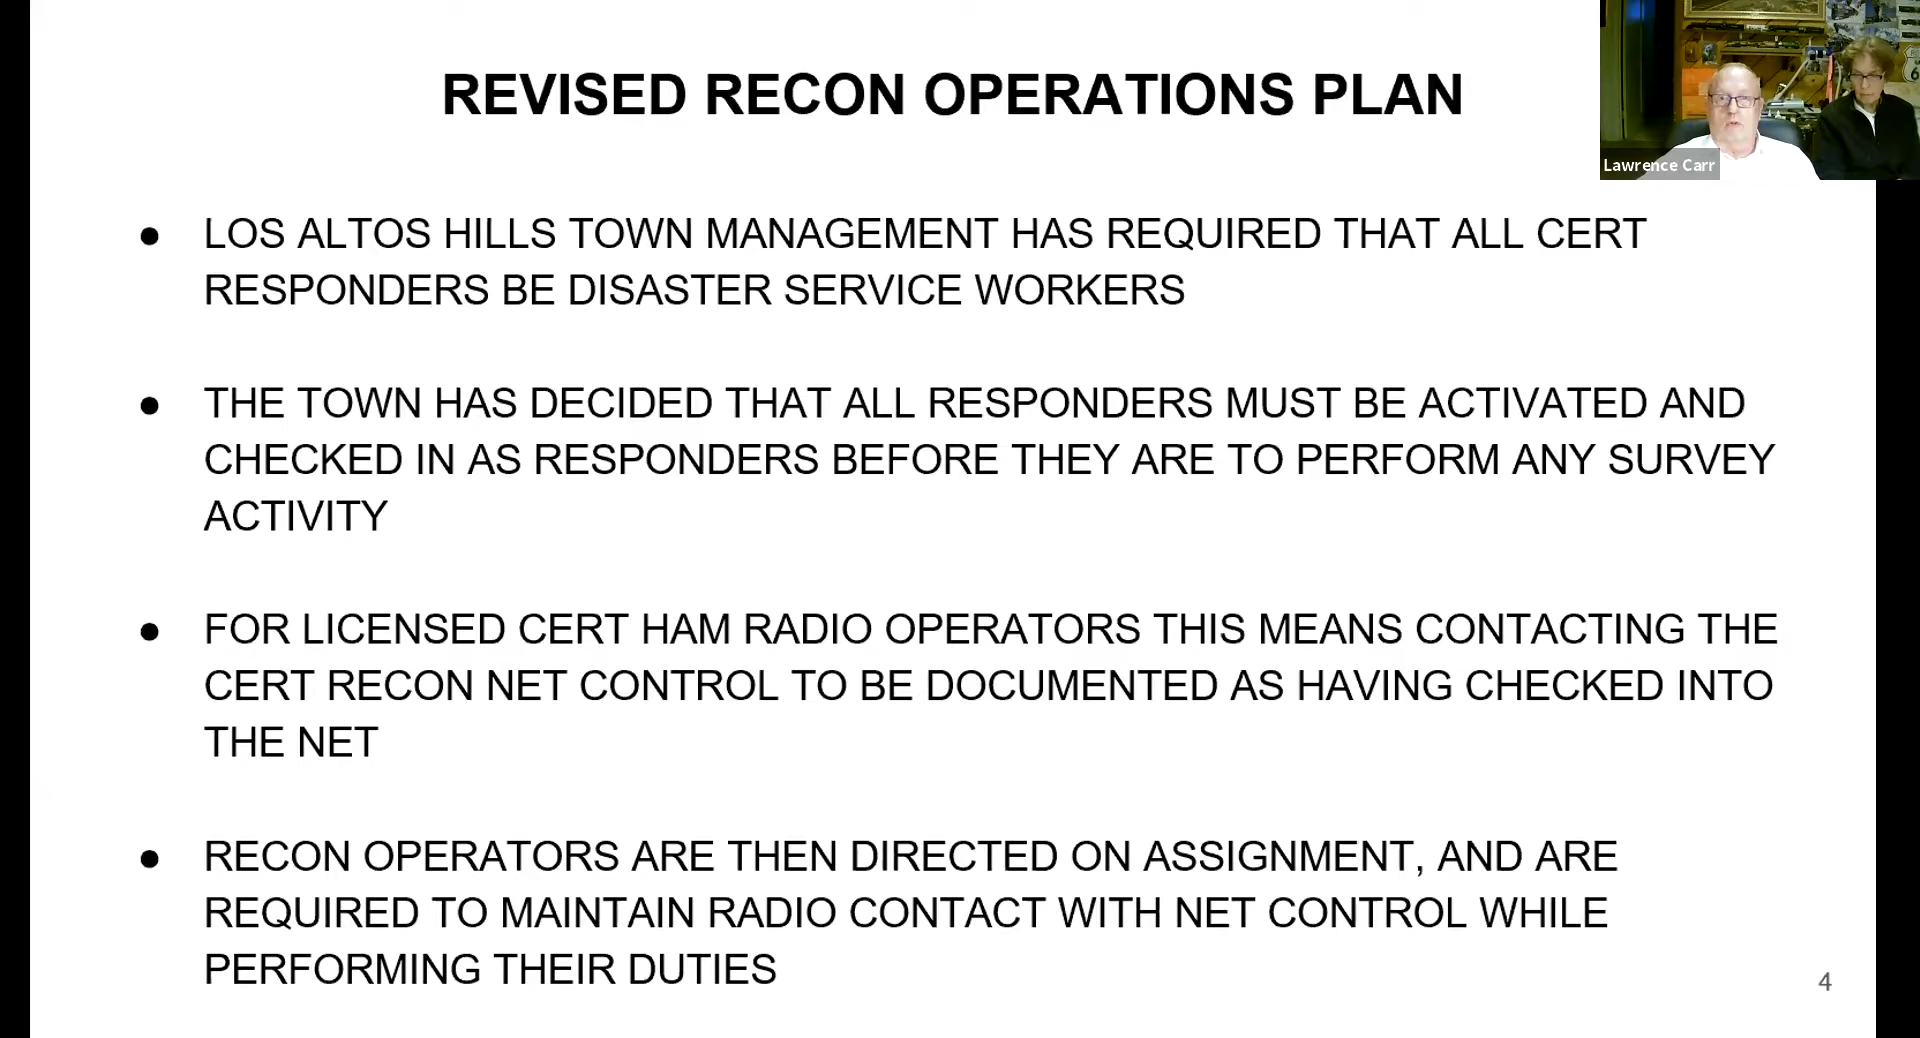 REVISED RECON OPERATIONS PLAN
Lawrence Carr
● LOS ALTOS HILLS TOWN MANAGEMENT HAS REQUIRED THAT ALL CERT
RESPONDERS BE DISASTER SERVICE WORKERS
● THE TOWN HAS DECIDED THAT ALL RESPONDERS MUST BE ACTIVATED AND
CHECKED IN AS RESPONDERS BEFORE THEY ARE TO PERFORM ANY SURVEY
ACTIVITY
● FOR LICENSED CERT HAM RADIO OPERATORS THIS MEANS CONTACTING THE
CERT RECON NET CONTROL TO BE DOCUMENTED AS HAVING CHECKED INTO
THE NET
● RECON OPERATORS ARE THEN DIRECTED ON ASSIGNMENT, AND ARE
REQUIRED TO MAINTAIN RADIO CONTACT WITH NET CONTROL WHILE
PERFORMING THEIR DUTIES
4